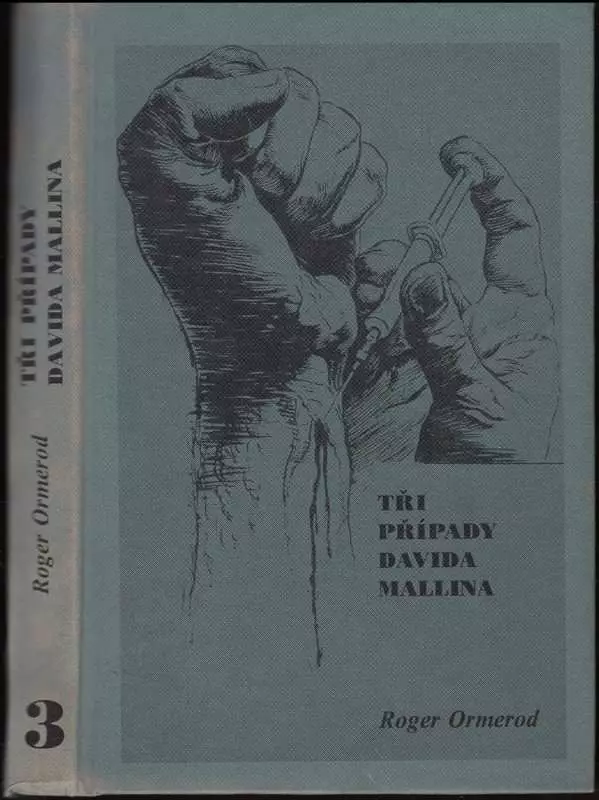 TŘI PŘÍPADY
DAVIDA MALLINA
Roger Ormerod
3
TŘI
PŘÍPADY
DAVIDA
MALLINA
Roger Ormerod